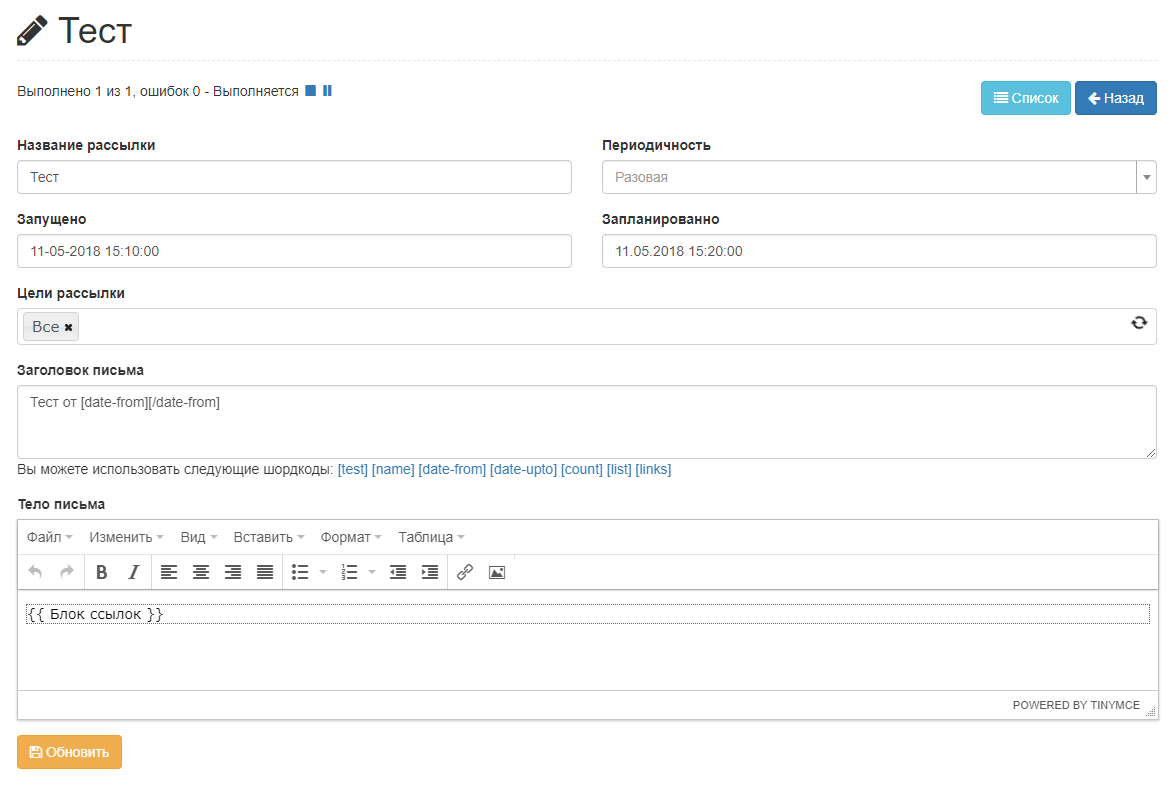 Тест
Выполнено 1 из 1, ошибок 0 - Выполняется
Список Назад
Название рассылки Периодичность
Тест Разовая
Запущено Запланированно
11-05-2018 15:10:00 11.05.2018 15:20:00
Цели рассылки
Все
Заголовок письма
Тест от [date-from][/date-from]
Вы можете использовать следующие шордкоды: [test] [name] [date-from] [date-upto] [count] [list] [links]
Тело письма
Файл Изменить Вид Вставить Формат Таблица
{{ Блок ссылок }}
POWERED BY TINYMCE
Обновить